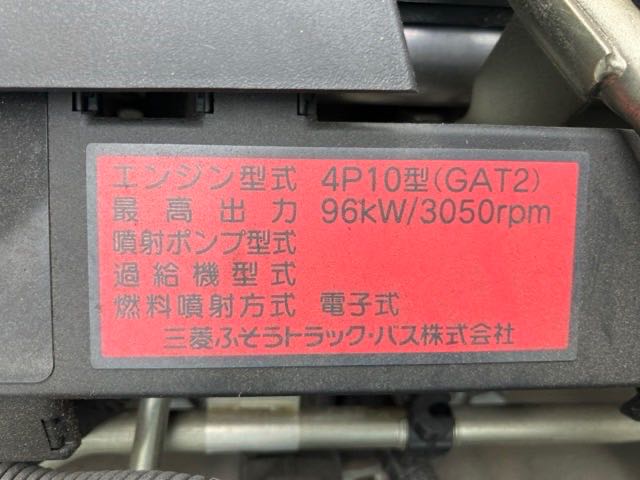 エンジン型式 4P10型(GAT2)
最高出力 96kW/3050rpm
噴射ポンプ型式
過給機型式
燃料噴射方式 電子式
三菱ふそうトラック・バス株式会社